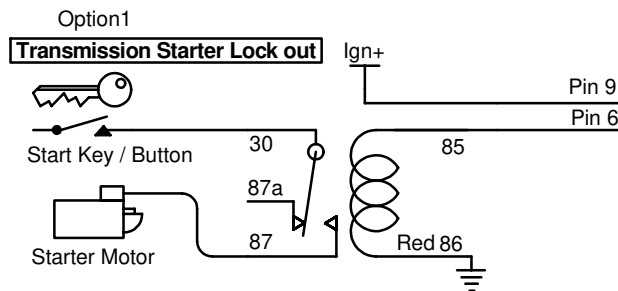 Option1
Transmission Starter Lock out
Ign+
Pin 9
Pin 6
Start Key / Button
30
85
87a
87
Red 86
Starter Motor